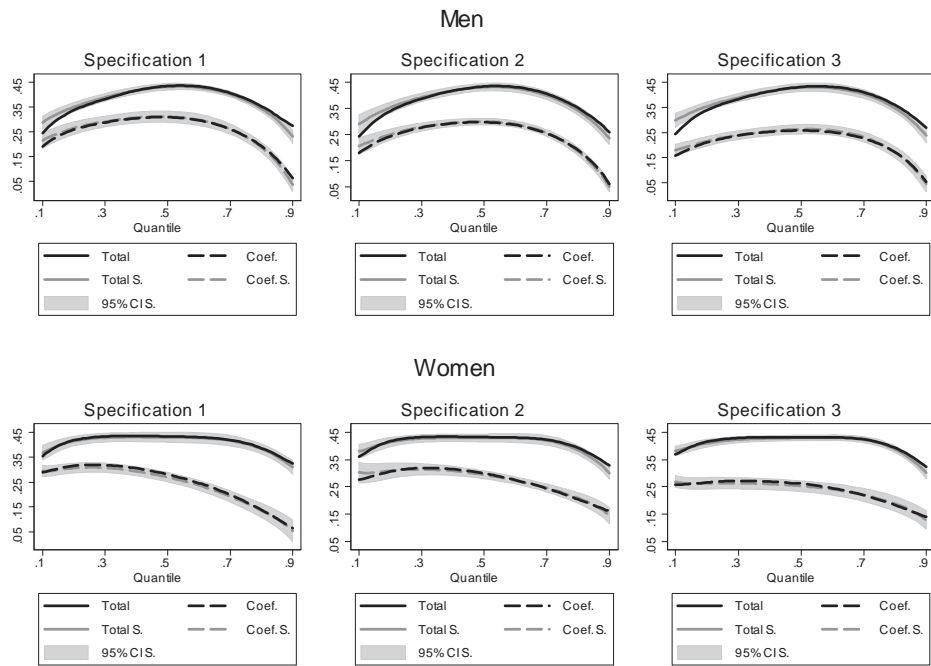 Men
Specification 1
Specification 2
Specification 3
.05 .15 .25 .35 .45
.05 .15 .25 .35 .45
.05 .15 .25 .35 .45
.1 .3 .5 .7 .9
.1 .3 .5 .7 .9
.1 .3 .5 .7 .9
Quantile
Quantile
Quantile
Total Coef.
Total S. Coef. S.
95% CI S.
Total Coef.
Total S. Coef. S.
95% CI S.
Total Coef.
Total S. Coef. S.
95% CI S.
Women
Specification 1
Specification 2
Specification 3
.05 .15 .25 .35 .45
.05 .15 .25 .35 .45
.05 .15 .25 .35 .45
.1 .3 .5 .7 .9
.1 .3 .5 .7 .9
.1 .3 .5 .7 .9
Quantile
Quantile
Quantile
Total Coef.
Total S. Coef. S.
95% CI S.
Total Coef.
Total S. Coef. S.
95% CI S.
Total Coef.
Total S. Coef. S.
95% CI S.